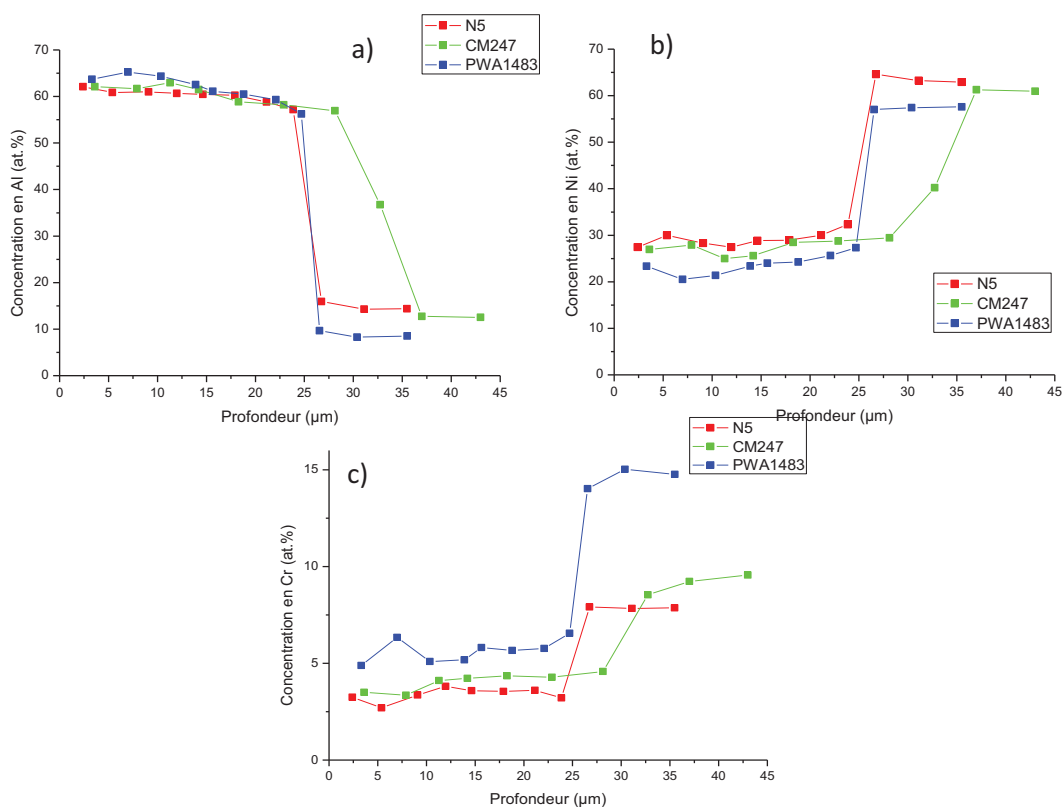 a)
N5
CM247
PWA1483
Concentration en Al (at.%)
70
60
50
40
30
20
10
0
0 5 10 15 20 25 30 35 40 45
Profondeur (µm)
b)
N5
CM247
PWA1483
Concentration en Ni (at.%)
70
60
50
40
30
20
10
0
0 5 10 15 20 25 30 35 40 45
Profondeur (µm)
N5
CM247
PWA1483
c)
N5
CM247
PWA1483
Concentration en Cr (at.%)
15
10
5
0
0 5 10 15 20 25 30 35 40 45
Profondeur (µm)